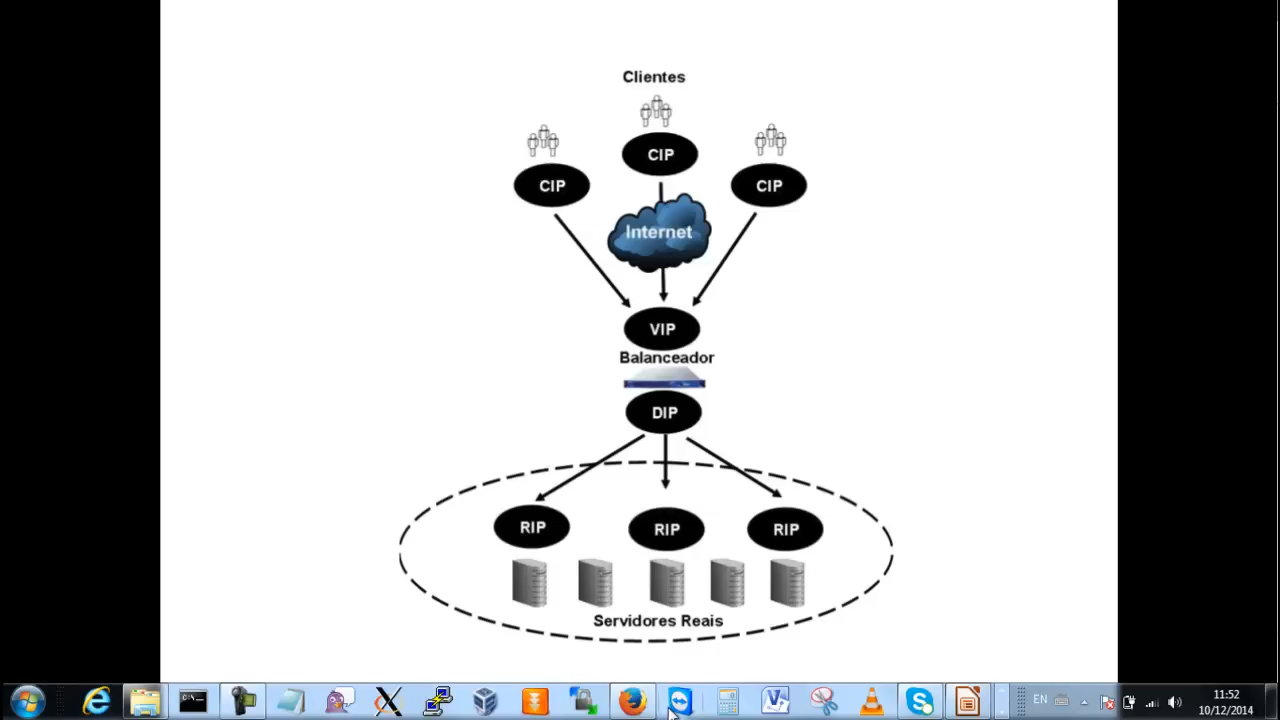 Clientes
CIP
CIP
CIP
Internet
VIP
Balanceador
DIP
RIP
RIP
RIP
Servidores Reais
EN
11:52
10/12/2014